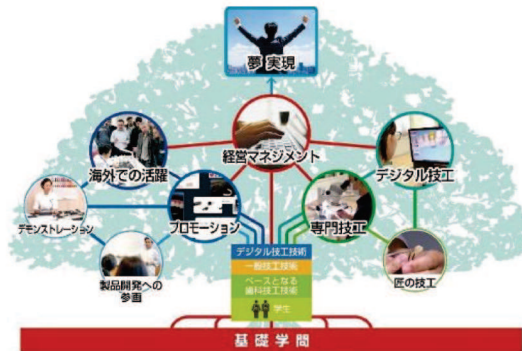 夢 実現
海外での活躍
経営マネジメント
デジタル技工
デモンストレーション
プロモーション
専門技工
製品開発への
参画
匠の技工
デジタル技工技術
一般技工技術
ベースとなる
歯科技工技術
学生
基礎学問